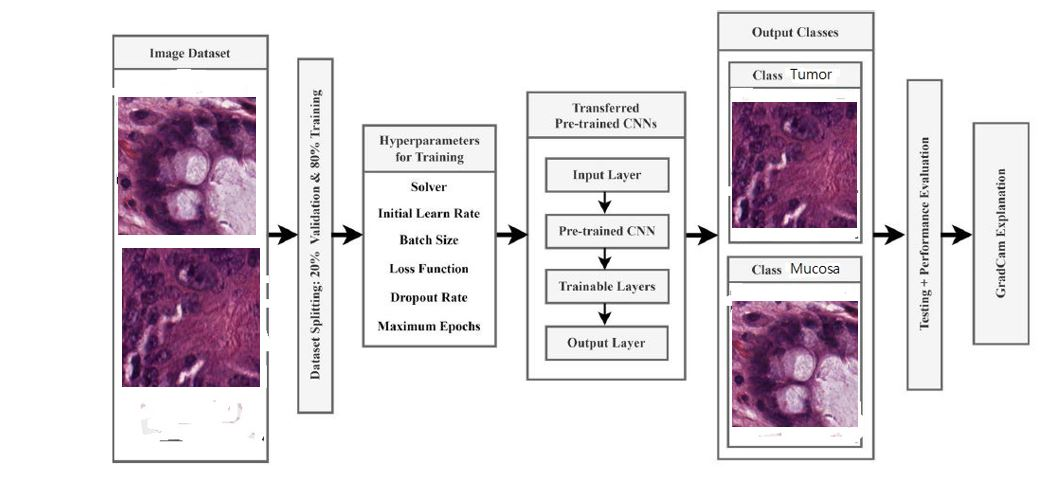 Image Dataset
Dataset Splitting: 20% Validation & 80% Training
Hyperparameters
for Training
Solver
Initial Learn Rate
Batch Size
Loss Function
Dropout Rate
Maximum Epochs
Transferred
Pre-trained CNNs
Input Layer
Pre-trained CNN
Trainable Layers
Output Layer
Output Classes
Class Tumor
Class Mucosa
Testing + Performance Evaluation
GradCam Explanation